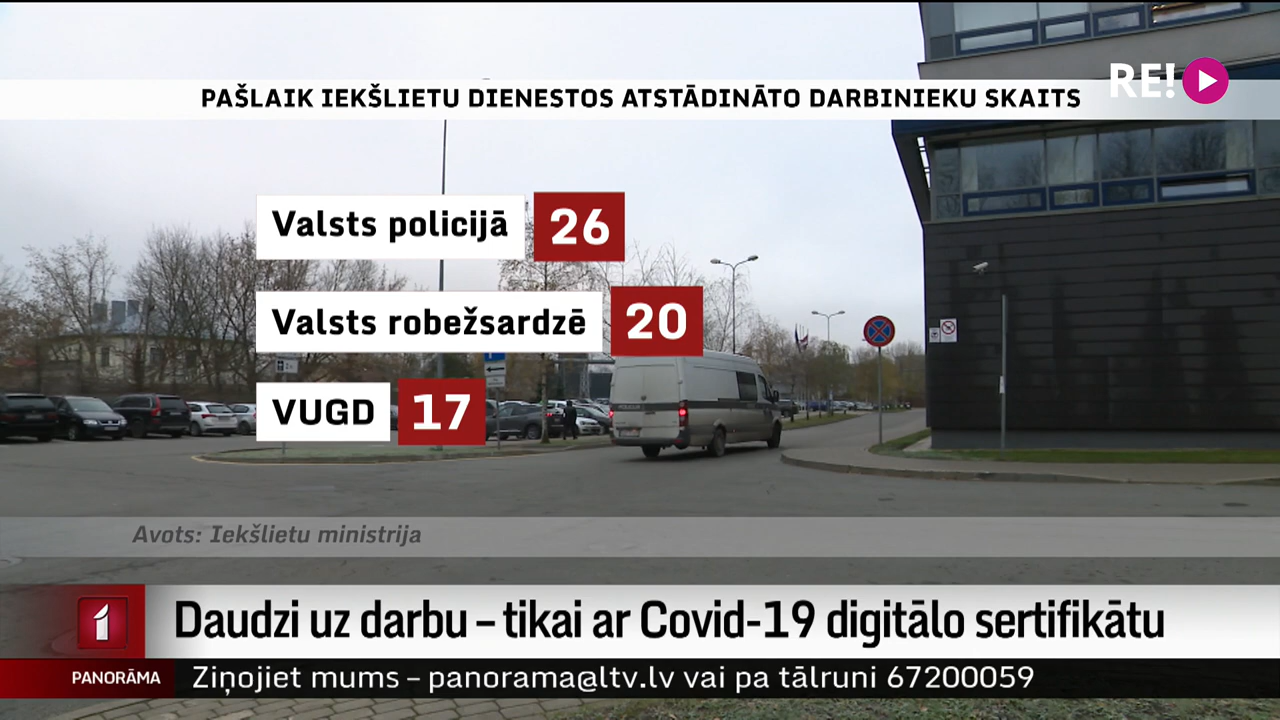 RE!
PAŠLAIK IEKŠLIETU DIENESTOS ATSTĀDINĀTO DARBINIEKU SKAITS
Valsts policijā 26
Valsts robežsardzē 20
VUGD 17
Avots: Iekšlietu ministrija
1 Daudzi uz darbu – tikai ar Covid-19 digitālo sertifikātu
PANORĀMA Ziņojiet mums – panorama@ltv.lv vai pa tālruni 67200059